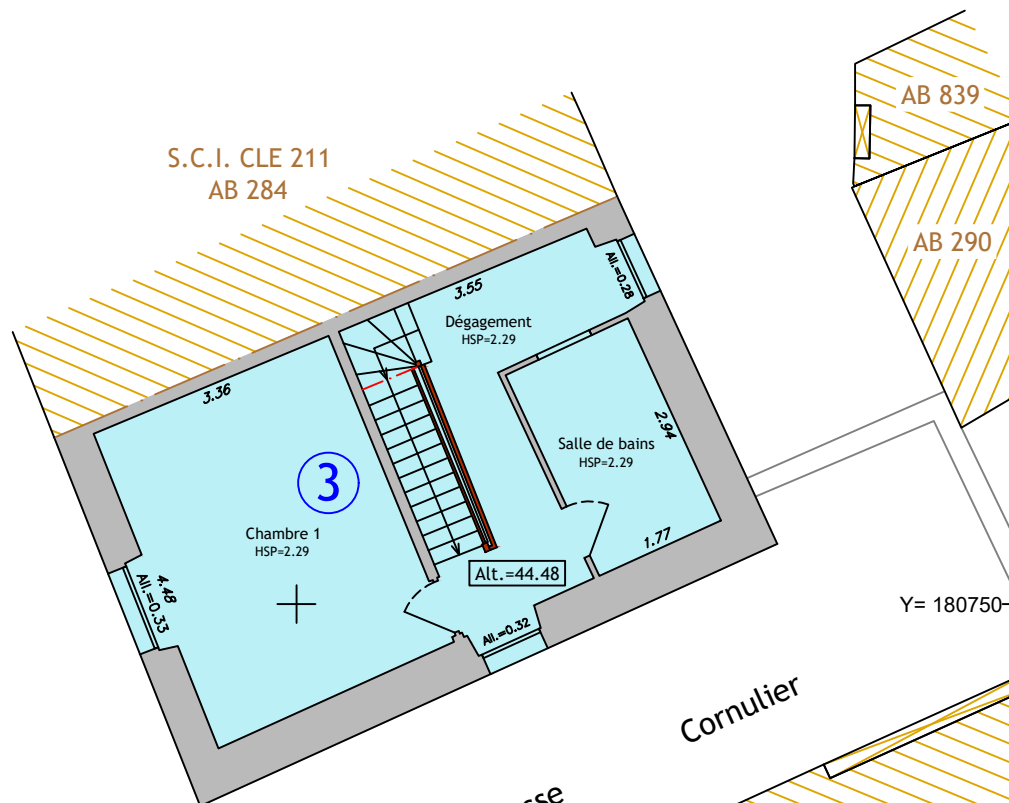 AB 839
S.C.I. CLE 211
AB 284
AB 290
All.=0.28
3.55
Dégagement
HSP=2.29
3.36
2.94
Salle de bains
HSP=2.29
3
Chambre 1
HSP=2.29
1.77
Alt.=44.48
4.48
All.=0.33
All.=0.32
Y= 180750
Cornulier